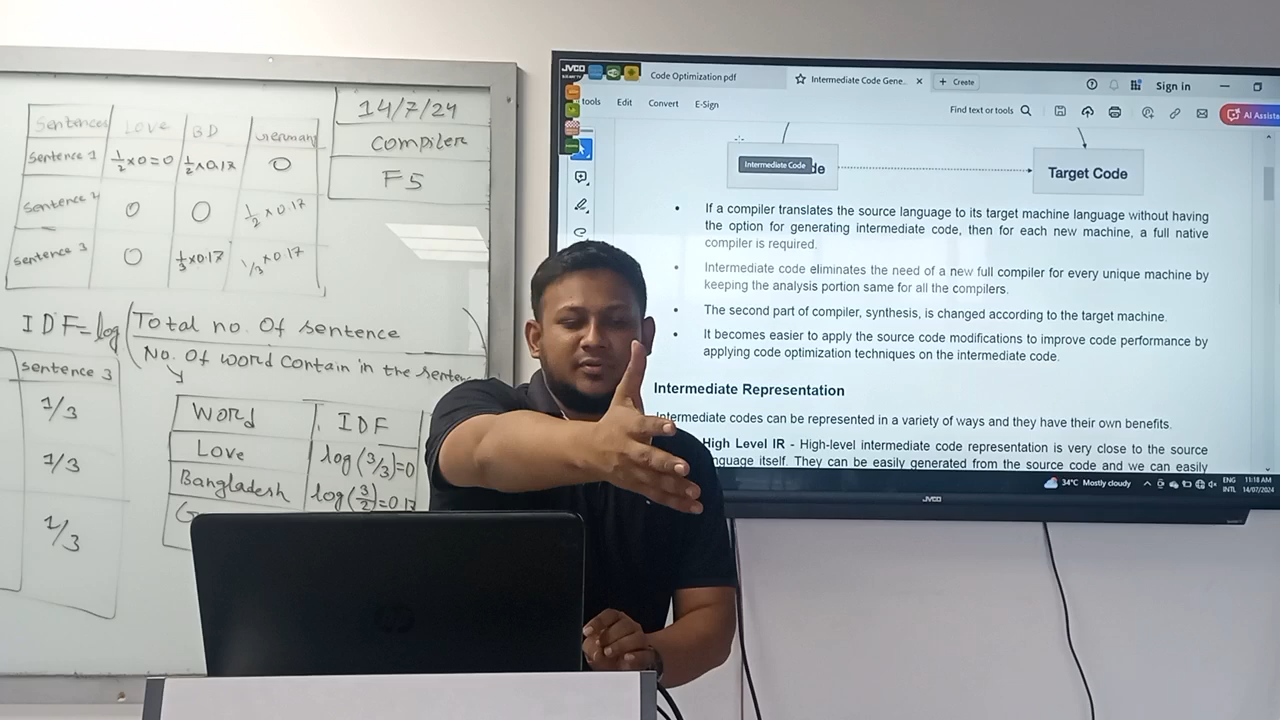 Sentences LOVE BD Germany
Sentence 1 1/2×0=0 1/2×0.17 0
Sentence 2 0 0 1/2×0.17
Sentence 3 0 1/3×0.17 1/3×0.17
14/7/24
Compiler
F5
IDF=log(Total no. Of sentence
No. Of word contain in the senten
Sentence 3
1/3
1/3
1/3
Word IDF
Love log(3/3)=0
Bangladesh log(3/2)=0.17
G
JVCO
Code Optimization.pdf
Intermediate Code Gene..
+ Create
Sign in
tools Edit Convert E-Sign
Find text or tools
AI Assista
Intermediate Code
de
Target Code
• If a compiler translates the source language to its target machine language without having
the option for generating intermediate code, then for each new machine, a full native
compiler is required.
• Intermediate code eliminates the need of a new full compiler for every unique machine by
keeping the analysis portion same for all the compilers.
• The second part of compiler, synthesis, is changed according to the target machine.
• It becomes easier to apply the source code modifications to improve code performance by
applying code optimization techniques on the intermediate code.
Intermediate Representation
Intermediate codes can be represented in a variety of ways and they have their own benefits.
High Level IR - High-level intermediate code representation is very close to the source
nguage itself. They can be easily generated from the source code and we can easily
34°C Mostly cloudy
ENG
INTL
11:18 AM
14/07/2024
JVCO